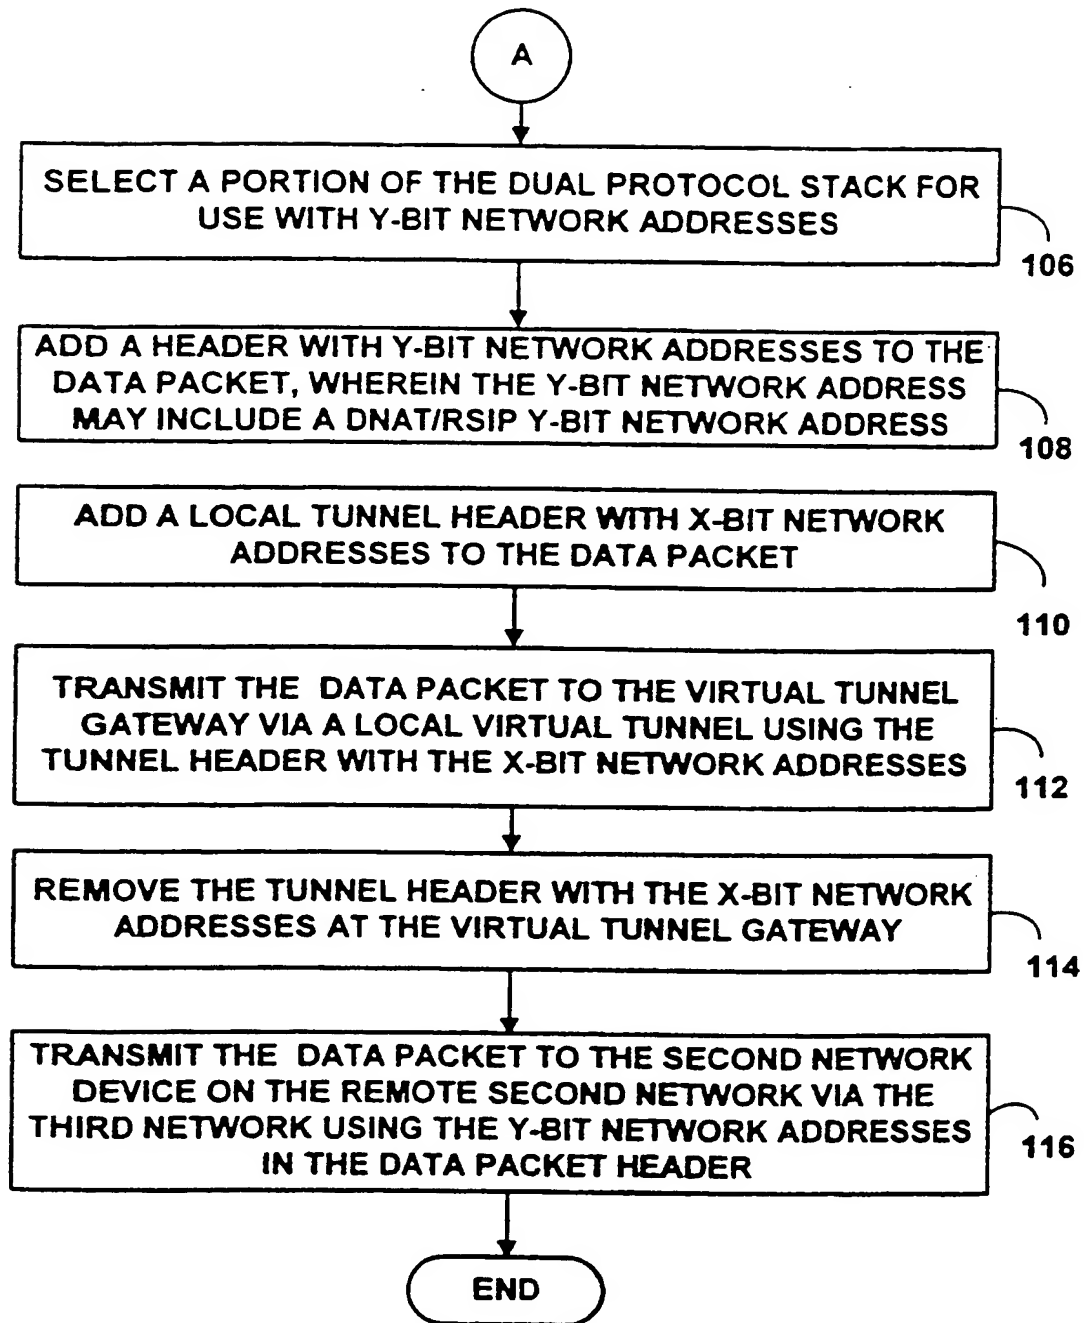 A
SELECT A PORTION OF THE DUAL PROTOCOL STACK FOR
USE WITH Y-BIT NETWORK ADDRESSES
106
ADD A HEADER WITH Y-BIT NETWORK ADDRESSES TO THE
DATA PACKET, WHEREIN THE Y-BIT NETWORK ADDRESS
MAY INCLUDE A DNAT/RSIP Y-BIT NETWORK ADDRESS
108
ADD A LOCAL TUNNEL HEADER WITH X-BIT NETWORK
ADDRESSES TO THE DATA PACKET
110
TRANSMIT THE DATA PACKET TO THE VIRTUAL TUNNEL
GATEWAY VIA A LOCAL VIRTUAL TUNNEL USING THE
TUNNEL HEADER WITH THE X-BIT NETWORK ADDRESSES
112
REMOVE THE TUNNEL HEADER WITH THE X-BIT NETWORK
ADDRESSES AT THE VIRTUAL TUNNEL GATEWAY
114
TRANSMIT THE DATA PACKET TO THE SECOND NETWORK
DEVICE ON THE REMOTE SECOND NETWORK VIA THE
THIRD NETWORK USING THE Y-BIT NETWORK ADDRESSES
IN THE DATA PACKET HEADER
116
END